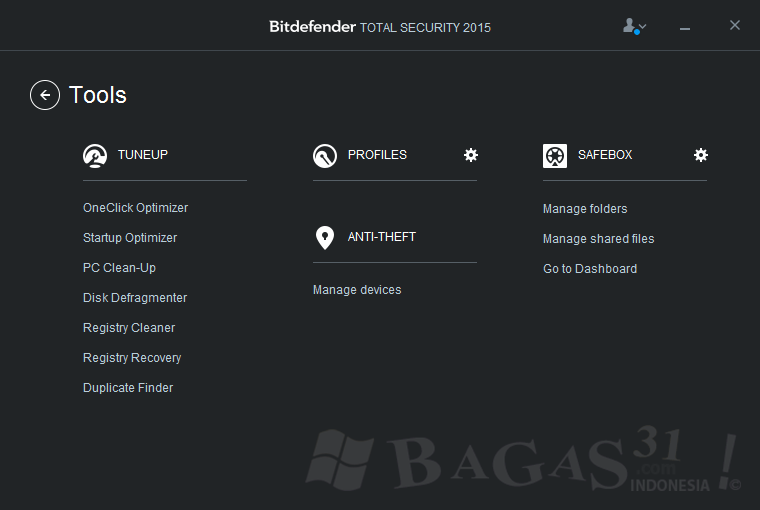 Bitdefender TOTAL SECURITY 2015
Tools
TUNEUP
OneClick Optimizer
Startup Optimizer
PC Clean-Up
Disk Defragmenter
Registry Cleaner
Registry Recovery
Duplicate Finder
PROFILES
ANTI-THEFT
Manage devices
SAFEBOX
Manage folders
Manage shared files
Go to Dashboard
BAGAS31!
.com
INDONESIA ©